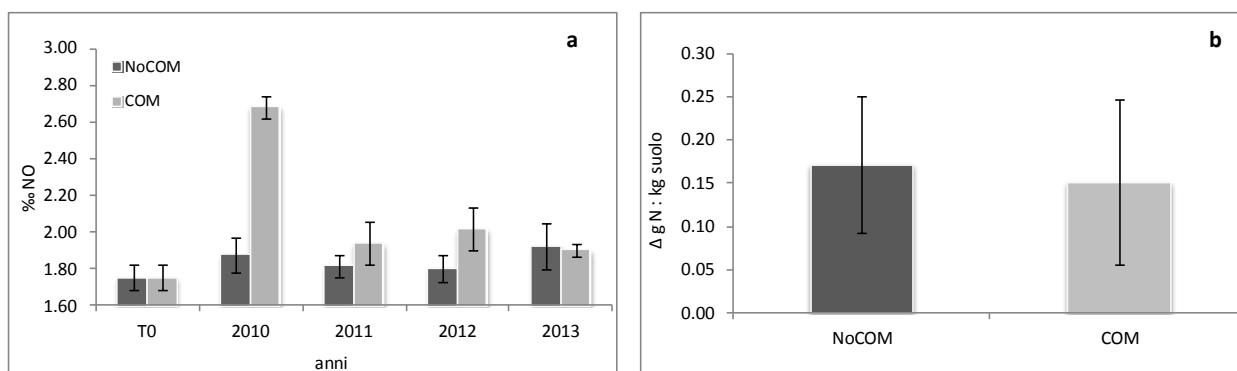 a
3.00
2.80
2.60
2.40
2.20
2.00
1.80
1.60
‰ NO
NoCOM
COM
T0 2010 2011 2012 2013
anni
b
0.30
0.25
0.20
0.15
0.10
0.05
0.00
Δ g N : kg suolo
NoCOM COM